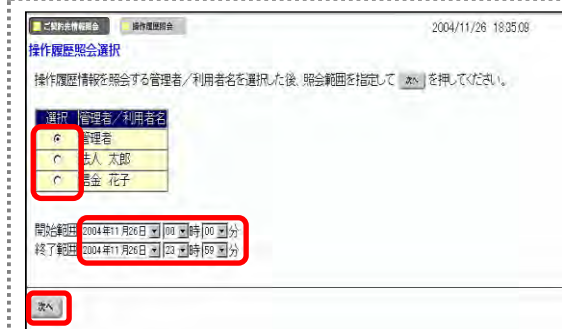 ご契約先情報照会 操作履歴照会 2004/11/26 18:35:09
操作履歴照会選択
操作履歴情報を照会する管理者／利用者名を選択した後、照会範囲を指定して 次へ を押してください。
選択 管理者／利用者名
管理者
法人 太郎
信金 花子
開始範囲 2004年11月26日 00 時 00 分
終了範囲 2004年11月26日 23 時 59 分
次へ